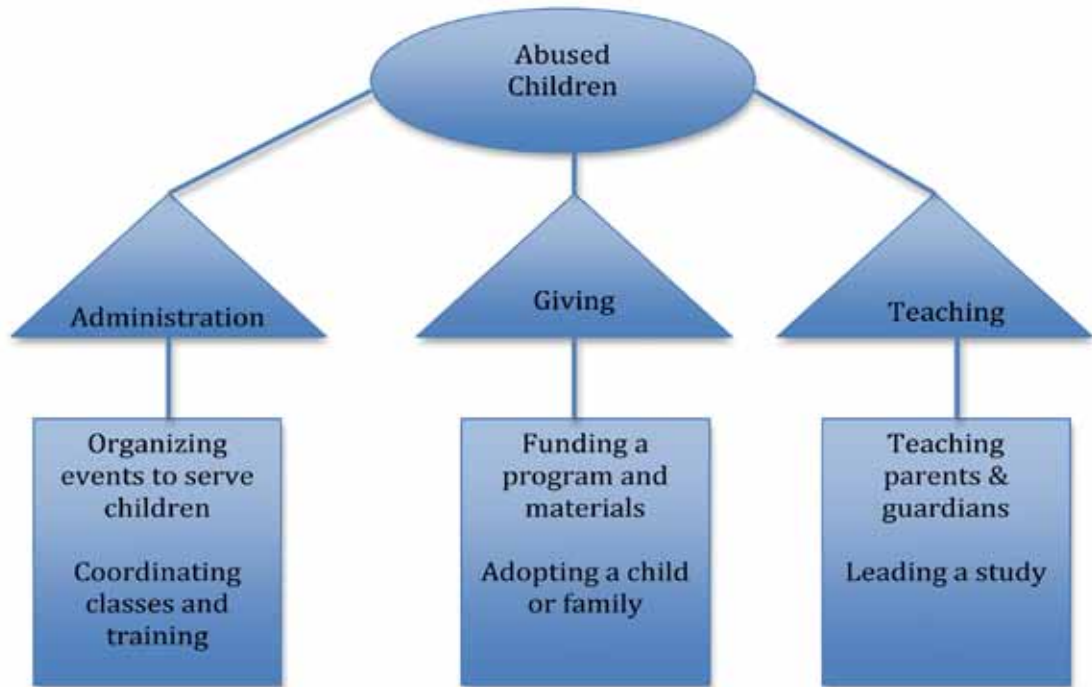 Abused
Children
Administration
Giving
Teaching
Organizing
events to serve
children
Coordinating
classes and
training
Funding a
program and
materials
Adopting a child
or family
Teaching
parents &
guardians
Leading a study